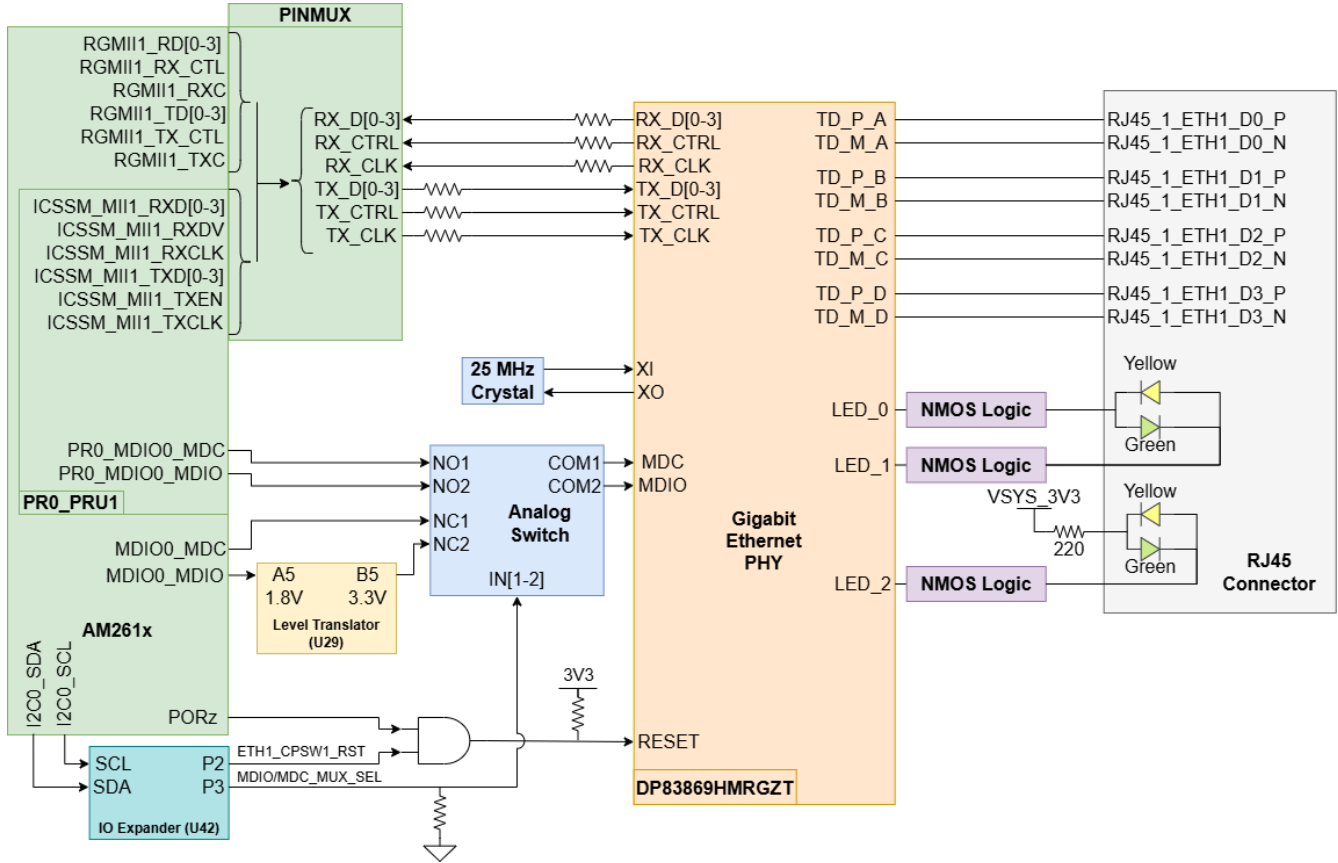 PINMUX
RGMII1_RD[0-3]
RGMII1_RX_CTL
RGMII1_RXC
RGMII1_TD[0-3]
RGMII1_TX_CTL
RGMII1_TXC
ICSSM_MII1_RXD[0-3]
ICSSM_MII1_RXDV
ICSSM_MII1_RXCLK
ICSSM_MII1_TXD[0-3]
ICSSM_MII1_TXEN
ICSSM_MII1_TXCLK
RX_D[0-3]
RX_CTRL
RX_CLK
TX_D[0-3]
TX_CTRL
TX_CLK
RX_D[0-3]
RX_CTRL
RX_CLK
TX_D[0-3]
TX_CTRL
TX_CLK
TD_P_A
TD_M_A
TD_P_B
TD_M_B
TD_P_C
TD_M_C
TD_P_D
TD_M_D
RJ45_1_ETH1_D0_P
RJ45_1_ETH1_D0_N
RJ45_1_ETH1_D1_P
RJ45_1_ETH1_D1_N
RJ45_1_ETH1_D2_P
RJ45_1_ETH1_D2_N
RJ45_1_ETH1_D3_P
RJ45_1_ETH1_D3_N
25 MHz
Crystal
XI
XO
LED_0
NMOS Logic
Yellow
Green
LED_1
NMOS Logic
VSYS_3V3
220
Yellow
Green
LED_2
NMOS Logic
RJ45
Connector
PR0_MDIO0_MDC
PR0_MDIO0_MDIO
PR0_PRU1
MDIO0_MDC
MDIO0_MDIO
NO1
NO2
NC1
NC2
COM1
COM2
Analog
Switch
IN[1-2]
MDC
MDIO
Gigabit
Ethernet
PHY
A5
B5
1.8V
3.3V
Level Translator
(U29)
AM261x
I2C0_SDA
I2C0_SCL
PORz
3V3
RESET
DP83869HMRGZT
SCL
SDA
P2
P3
IO Expander (U42)
ETH1_CPSW1_RST
MDIO/MDC_MUX_SEL